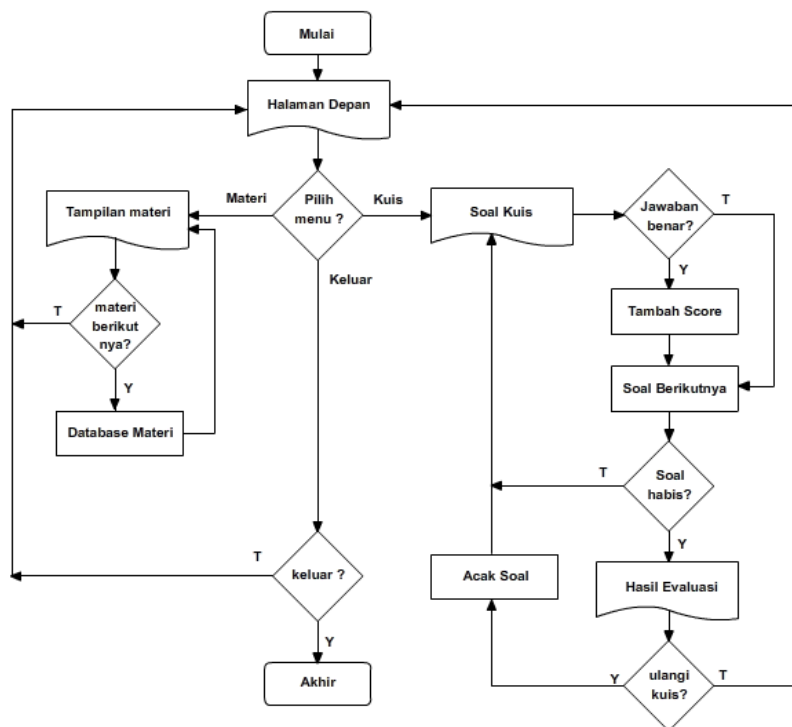 Mulai
Halaman Depan
Pilih
menu ?
Materi
Kuis
Keluar
Tampilan materi
materi
berikut
nya?
T
Y
Database Materi
Soal Kuis
Jawaban
benar?
T
Y
Tambah Score
Soal Berikutnya
Soal
habis?
T
Y
Acak Soal
Hasil Evaluasi
ulangi
kuis?
Y
T
keluar ?
T
Y
Akhir